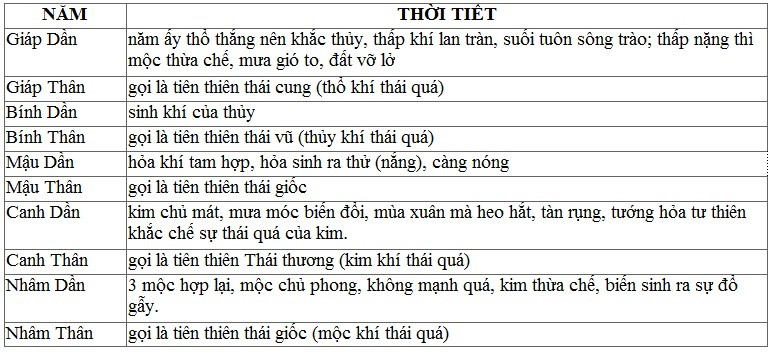 NĂM THỜI TIẾT
Giáp Dần năm ấy thổ thắng nên khắc thủy, thấp khí lan tràn, suối tuôn sông trào; thấp nặng thì
mộc thừa chế, mưa gió to, đất vỡ lở
Giáp Thân gọi là tiên thiên thái cung (thổ khí thái quá)
Bính Dần sinh khí của thủy
Bính Thân gọi là tiên thiên thái vũ (thủy khí thái quá)
Mậu Dần hỏa khí tam hợp, hỏa sinh ra thử (nắng), càng nóng
Mậu Thân gọi là tiên thiên thái giốc
Canh Dần kim chủ mát, mưa móc biến đổi, mùa xuân mà heo hắt, tàn rụng, tướng hỏa tư thiên
khắc chế sự thái quá của kim.
Canh Thân gọi là tiên thiên Thái thương (kim khí thái quá)
Nhâm Dần 3 mộc hợp lại, mộc chủ phong, không mạnh quá, kim thừa chế, biến sinh ra sự đổ
gẫy.
Nhâm Thân gọi là tiên thiên thái giốc (mộc khí thái quá)